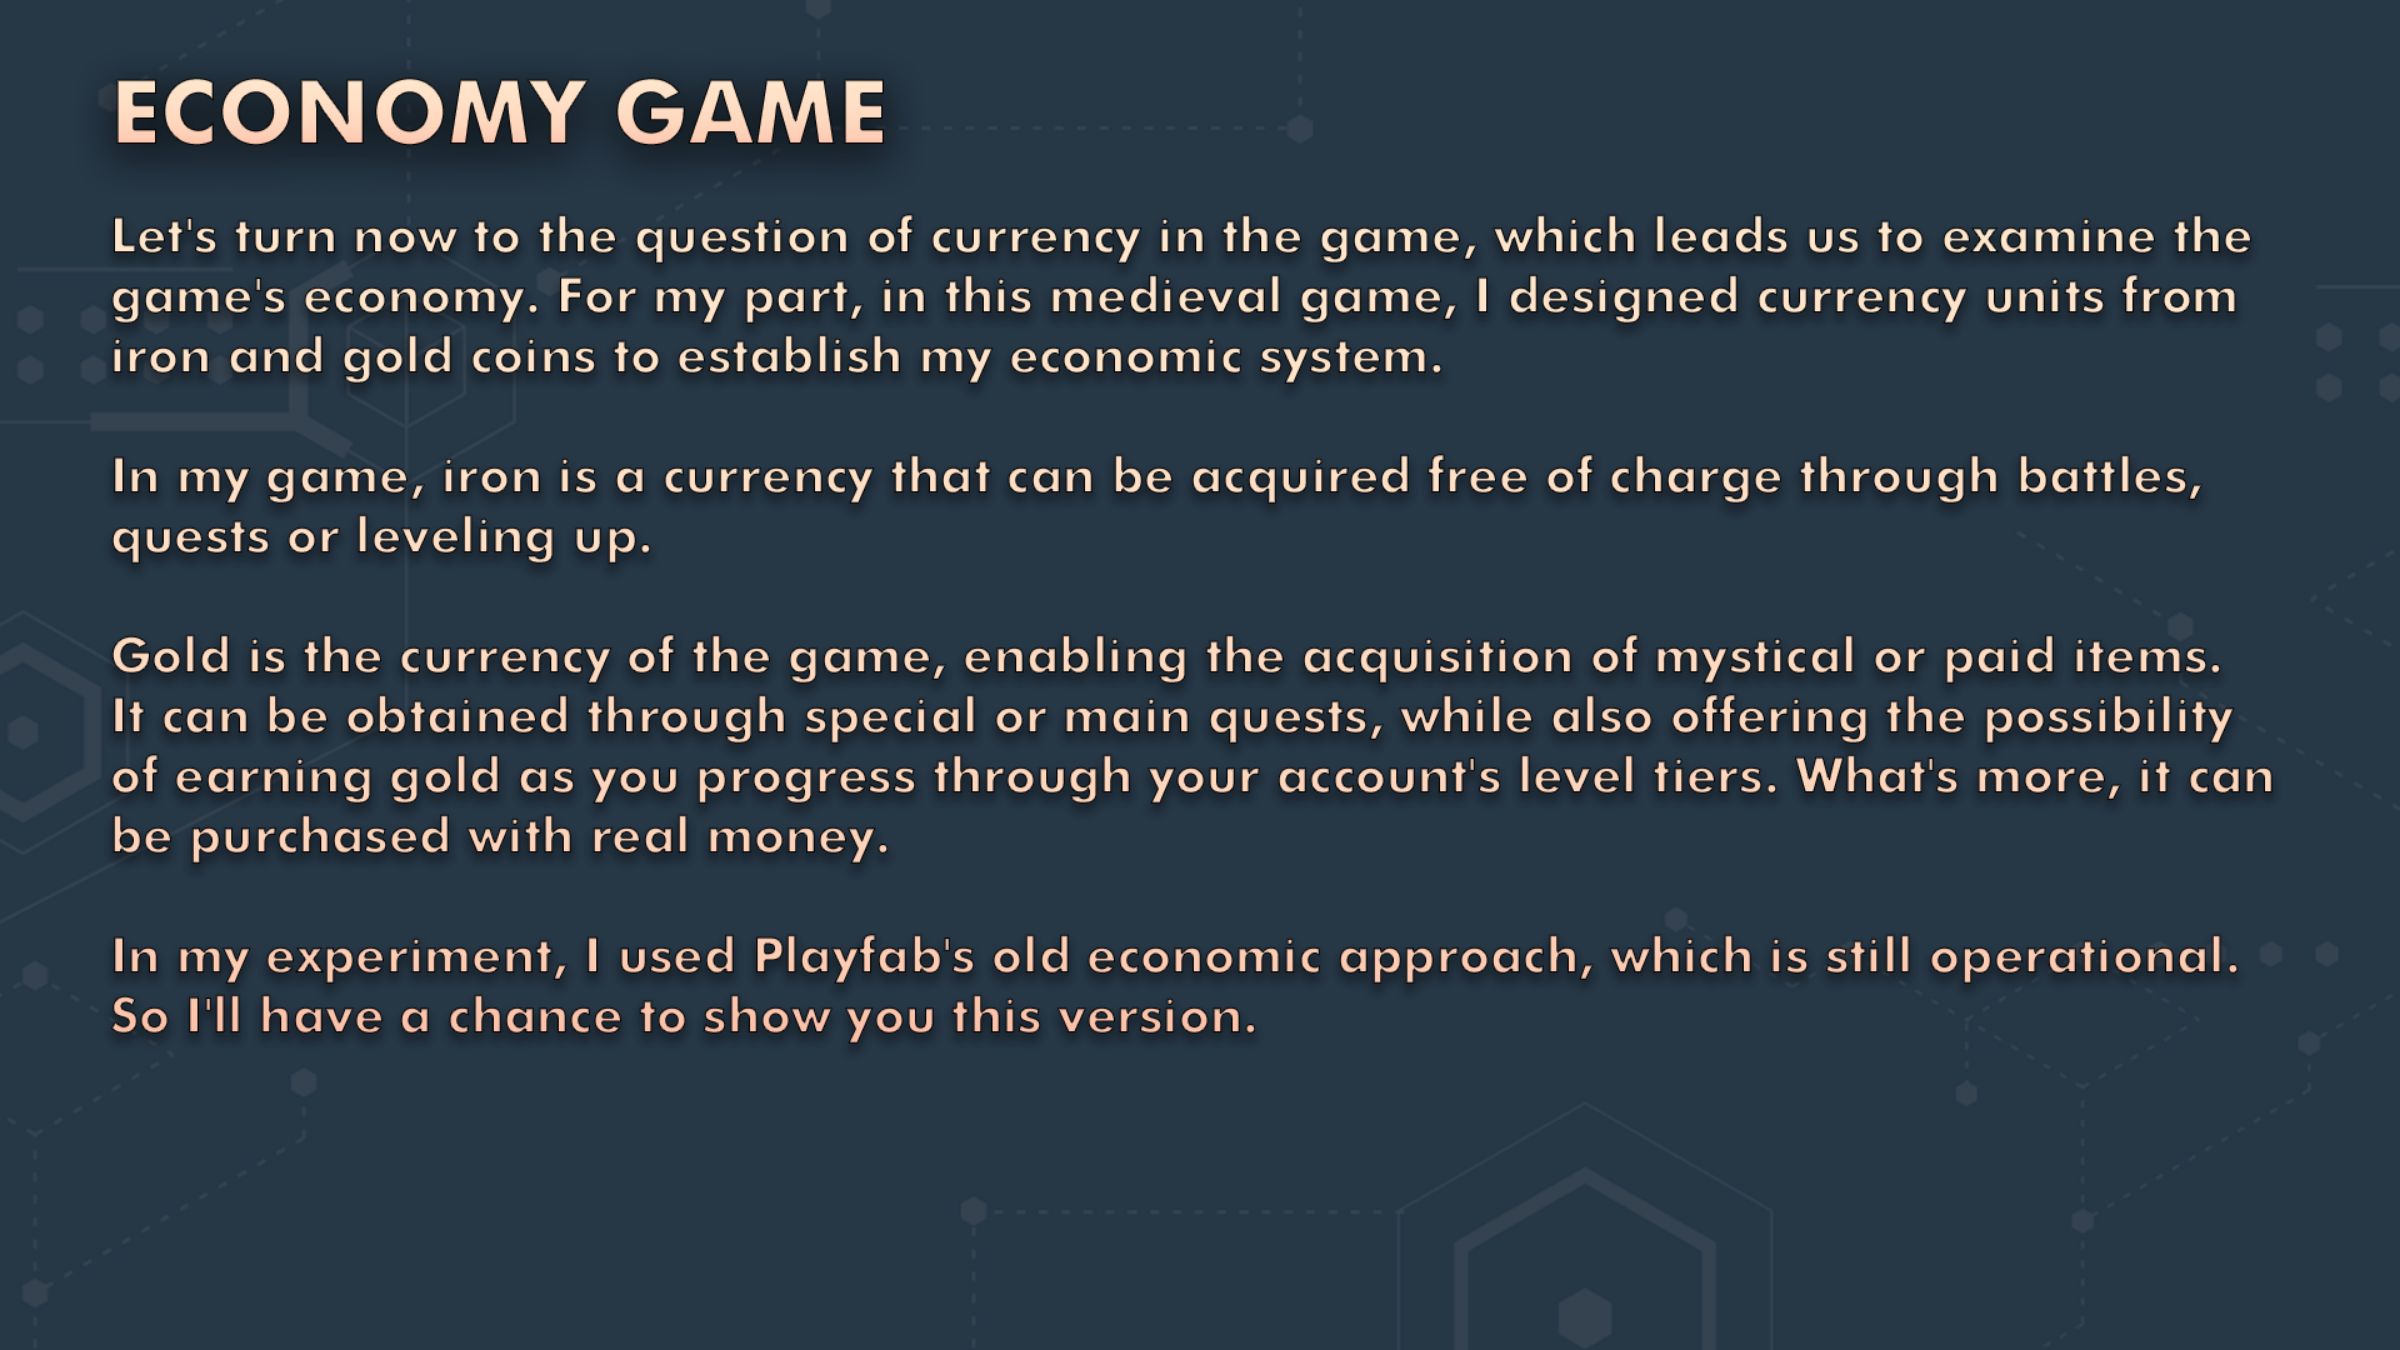 ECONOMY GAME
Let's turn now to the question of currency in the game, which leads us to examine the
game's economy. For my part, in this medieval game, I designed currency units from
iron and gold coins to establish my economic system.
In my game, iron is a currency that can be acquired free of charge through battles,
quests or leveling up.
Gold is the currency of the game, enabling the acquisition of mystical or paid items.
It can be obtained through special or main quests, while also offering the possibility
of earning gold as you progress through your account's level tiers. What's more, it can
be purchased with real money.
In my experiment, I used Playfab's old economic approach, which is still operational.
So I'll have a chance to show you this version.